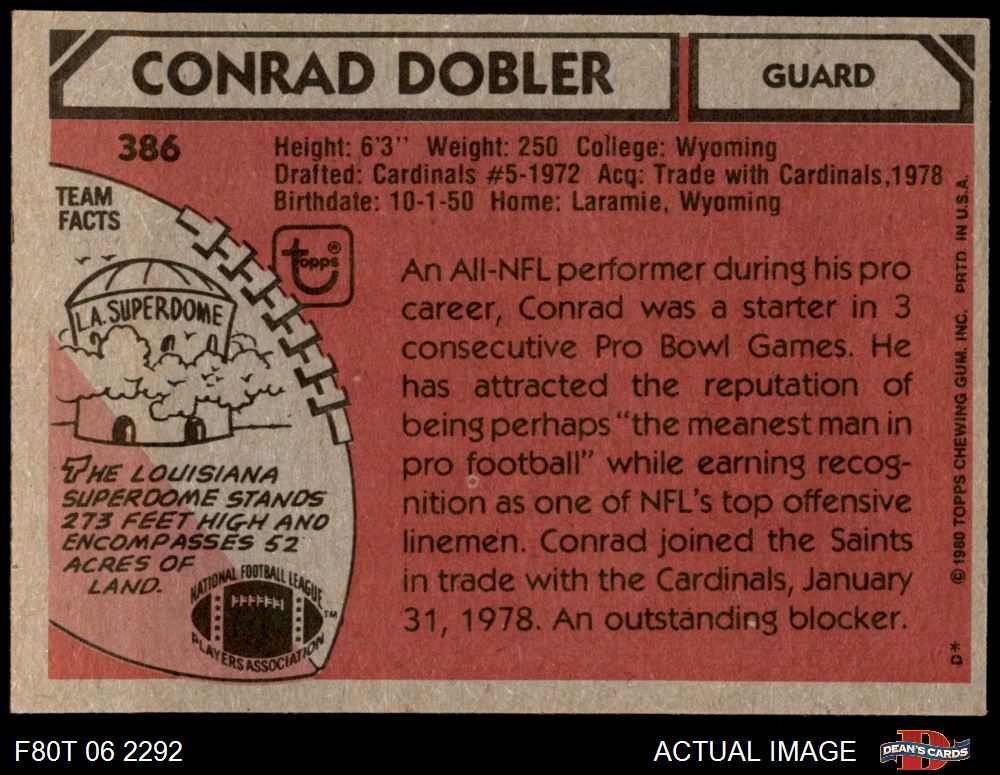 CONRAD DOBLER
GUARD
386
Height: 6'3'' Weight: 250 College: Wyoming
Drafted: Cardinals #5-1972 Acq: Trade with Cardinals,1978
Birthdate: 10-1-50 Home: Laramie, Wyoming
TEAM
FACTS
LA. SUPERDOME
THE LOUISIANA
SUPERDOME STANDS
273 FEET HIGH AND
ENCOMPASSES 52
ACRES OF
LAND.
NATIONAL FOOTBALL LEAGUE
PLAYERS ASSOCIATION
TM
topps®
An All-NFL performer during his pro
career, Conrad was a starter in 3
consecutive Pro Bowl Games. He
has attracted the reputation of
being perhaps "the meanest man in
pro football" while earning recog-
nition as one of NFL's top offensive
linemen. Conrad joined the Saints
in trade with the Cardinals, January
31, 1978. An outstanding blocker.
© 1980 TOPPS CHEWING GUM, INC. PRTD. IN U.S.A.
D*
F80T 06 2292
ACTUAL IMAGE
D
DEAN'S CARDS